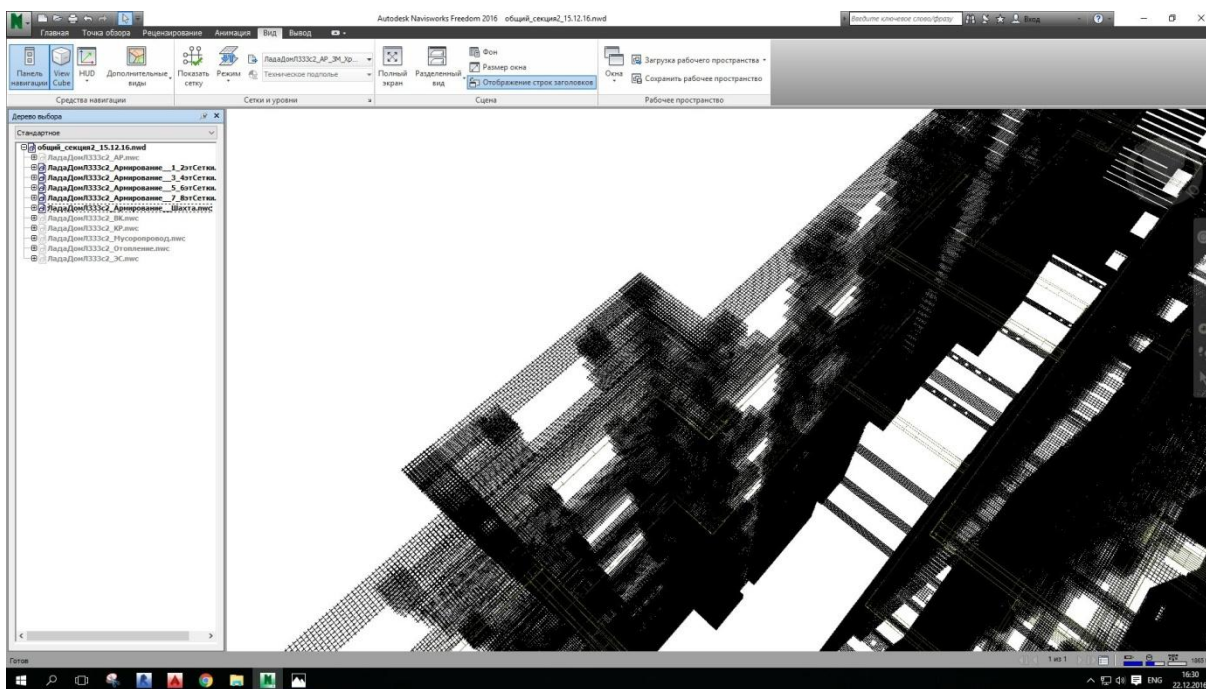 Autodesk Navisworks Freedom 2016 общий_секция2_15.12.16.nwd
Введите ключевое слово/фразу
Вход
Главная Точка обзора Рецензирование Анимация Вид Вывод
Панель навигации
View Cube
HUD
Дополнительные виды
Показать сетку
Режим
ЛадаДомЛ333с2_АР_ЗМ_Хр...
Техническое подполье
Полный экран
Разделенный вид
Фон
Размер окна
Отображение строк заголовков
Окна
Загрузка рабочего пространства
Сохранить рабочее пространство
Средства навигации
Сетки и уровни
Сцена
Рабочее пространство
Дерево выбора
Стандартное
общий_секция2_15.12.16.nwd
ЛадаДомЛ333с2_АР.nwc
ЛадаДомЛ333с2_Армирование__1_2этСетки.
ЛадаДомЛ333с2_Армирование__3_4этСетки.
ЛадаДомЛ333с2_Армирование__5_6этСетки.
ЛадаДомЛ333с2_Армирование__7_8этСетки.
ЛадаДомЛ333с2_Армирование__Шахта.nwc
ЛадаДомЛ333с2_ВК.nwc
ЛадаДомЛ333с2_КР.nwc
ЛадаДомЛ333с2_Мусоропровод.nwc
ЛадаДомЛ333с2_Отопление.nwc
ЛадаДомЛ333с2_ЭС.nwc
Готов
1 из 1
ENG
16:30
22.12.2016